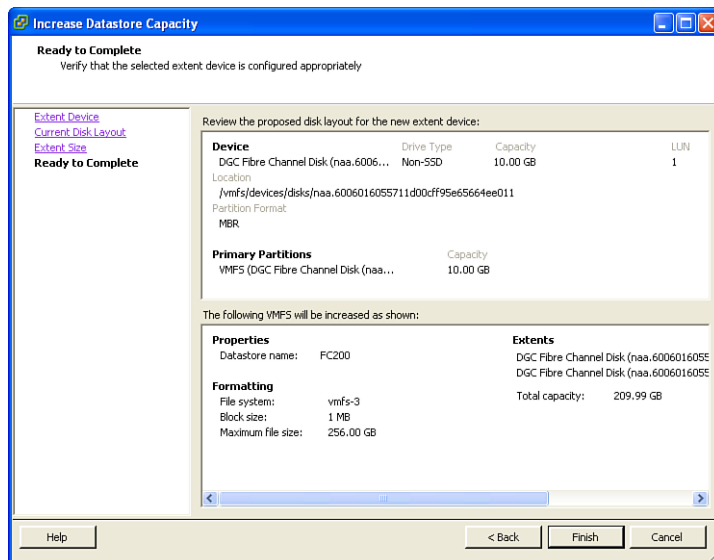 Increase Datastore Capacity
Ready to Complete
Verify that the selected extent device is configured appropriately
Extent Device
Current Disk Layout
Extent Size
Ready to Complete
Review the proposed disk layout for the new extent device:
Device Drive Type Capacity LUN
DGC Fibre Channel Disk (naa.6006... Non-SSD 10.00 GB 1
Location
/vmfs/devices/disks/naa.6006016055711d00cff95e65664ee011
Partition Format
MBR
Primary Partitions Capacity
VMFS (DGC Fibre Channel Disk (naa... 10.00 GB
The following VMFS will be increased as shown:
Properties Extents
Datastore name: FC200 DGC Fibre Channel Disk (naa.6006016055
DGC Fibre Channel Disk (naa.6006016055
Formatting
File system: vmfs-3 Total capacity: 209.99 GB
Block size: 1 MB
Maximum file size: 256.00 GB
Help < Back Finish Cancel